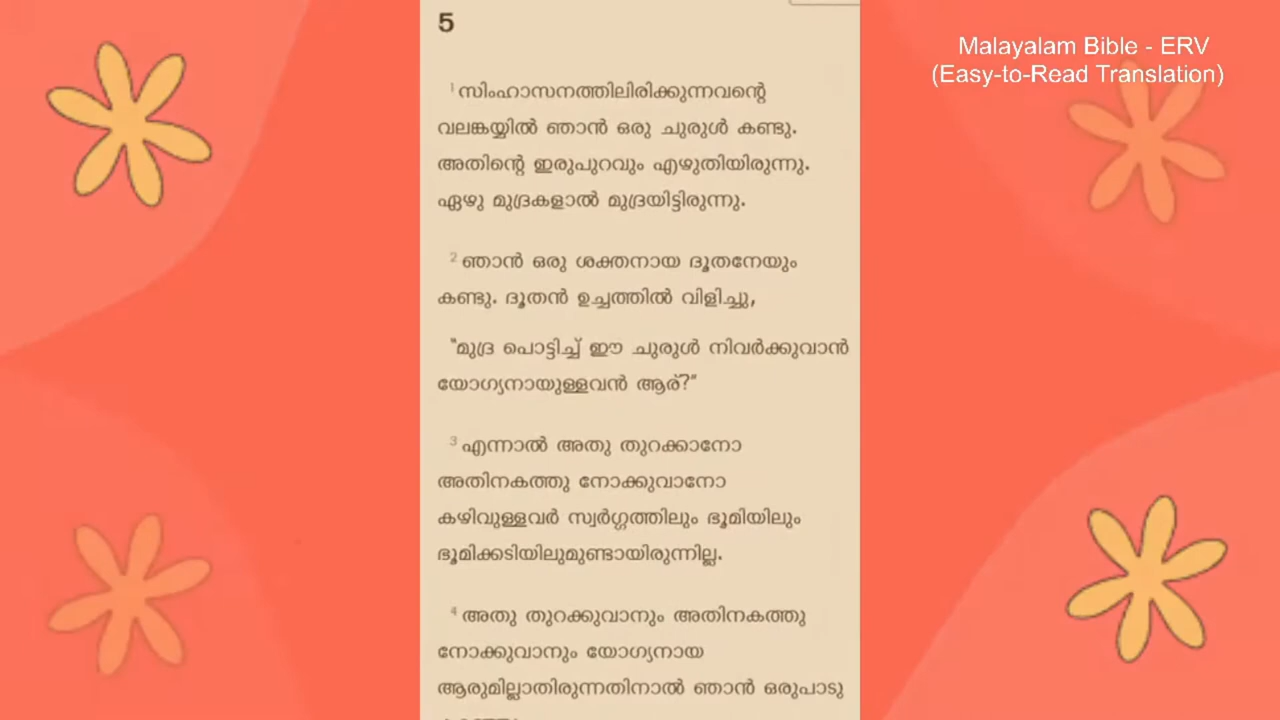 5
Malayalam Bible - ERV
(Easy-to-Read Translation)
1 സിംഹാസനത്തിലിരിക്കുന്നവന്റെ
വലങ്കയ്യിൽ ഞാൻ ഒരു ചുരുൾ കണ്ടു.
അതിന്റെ ഇരുപുറവും എഴുതിയിരുന്നു.
ഏഴു മുദ്രകളാൽ മുദ്രയിട്ടിരുന്നു.
2 ഞാൻ ഒരു ശക്തനായ ദൂതനേയും
കണ്ടു. ദൂതൻ ഉച്ചത്തിൽ വിളിച്ചു,
"മുദ്ര പൊട്ടിച്ച് ഈ ചുരുൾ നിവർക്കുവാൻ
യോഗ്യനായുള്ളവൻ ആര്?"
3 എന്നാൽ അതു തുറക്കാനോ
അതിനകത്തു നോക്കുവാനോ
കഴിവുള്ളവർ സ്വർഗ്ഗത്തിലും ഭൂമിയിലും
ഭൂമിക്കടിയിലുമുണ്ടായിരുന്നില്ല.
4 അതു തുറക്കുവാനും അതിനകത്തു
നോക്കുവാനും യോഗ്യനായ
ആരുമില്ലാതിരുന്നതിനാൽ ഞാൻ ഒരുപാടു